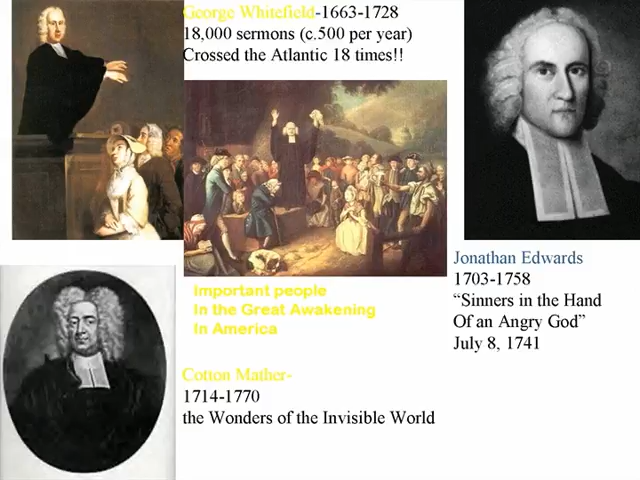 George Whitefield-1663-1728
18,000 sermons (c.500 per year)
Crossed the Atlantic 18 times!!
Jonathan Edwards
1703-1758
“Sinners in the Hand
Of an Angry God”
July 8, 1741
Important people
In the Great Awakening
In America
Cotton Mather-
1714-1770
the Wonders of the Invisible World